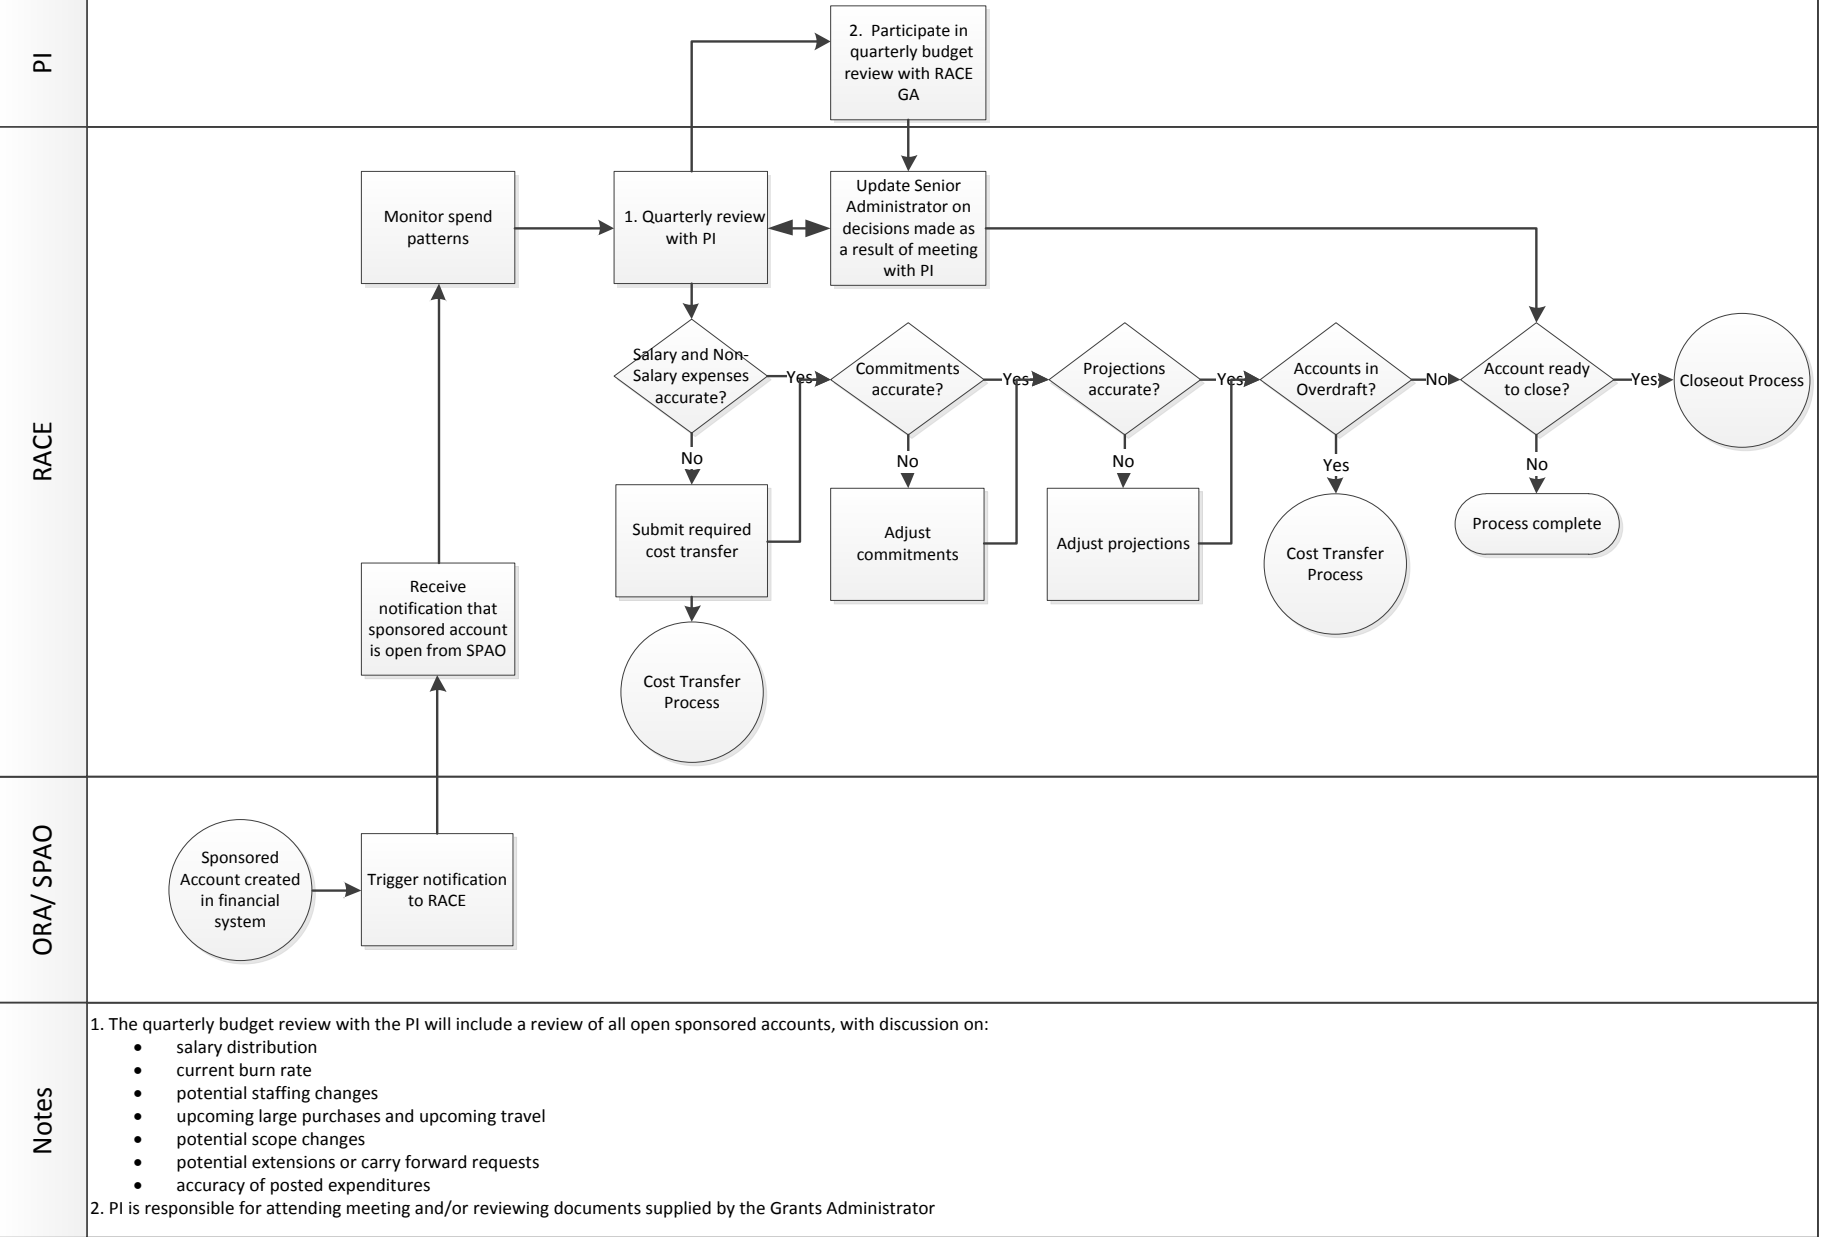 PI
2. Participate in
quarterly budget
review with RACE
GA
RACE
Monitor spend
patterns
1. Quarterly review
with PI
Update Senior
Administrator on
decisions made as
a result of meeting
with PI
Salary and Non-
Salary expenses
accurate?
Yes
Commitments
accurate?
Yes
Projections
accurate?
Yes
Accounts in
Overdraft?
No
Account ready
to close?
Yes
Closeout Process
No
No
No
Yes
No
Submit required
cost transfer
Adjust
commitments
Adjust projections
Cost Transfer
Process
Process complete
Receive
notification that
sponsored account
is open from SPAO
Cost Transfer
Process
ORA/ SPAO
Sponsored
Account created
in financial
system
Trigger notification
to RACE
Notes
1. The quarterly budget review with the PI will include a review of all open sponsored accounts, with discussion on:
• salary distribution
• current burn rate
• potential staffing changes
• upcoming large purchases and upcoming travel
• potential scope changes
• potential extensions or carry forward requests
• accuracy of posted expenditures
2. PI is responsible for attending meeting and/or reviewing documents supplied by the Grants Administrator